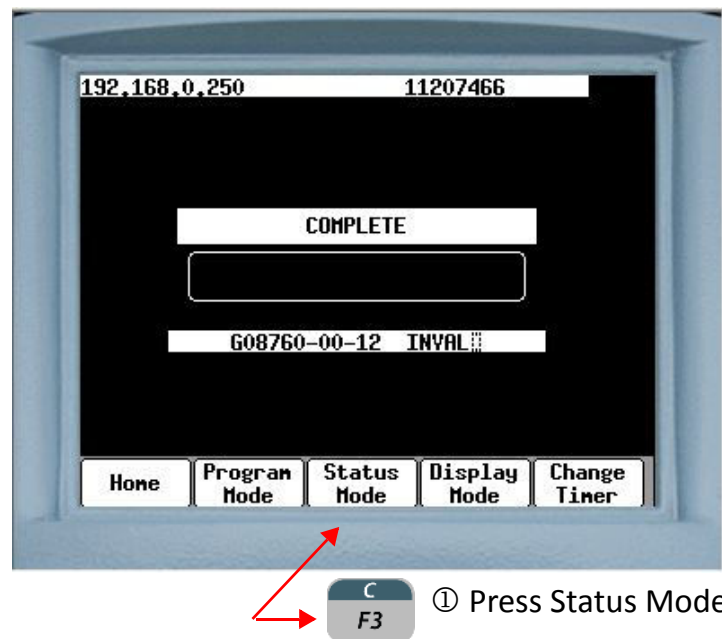 192.168.0.250 11207466
COMPLETE
G08760-00-12 INVAL
Home Program Mode Status Mode Display Mode Change Timer
C
F3 ① Press Status Mode